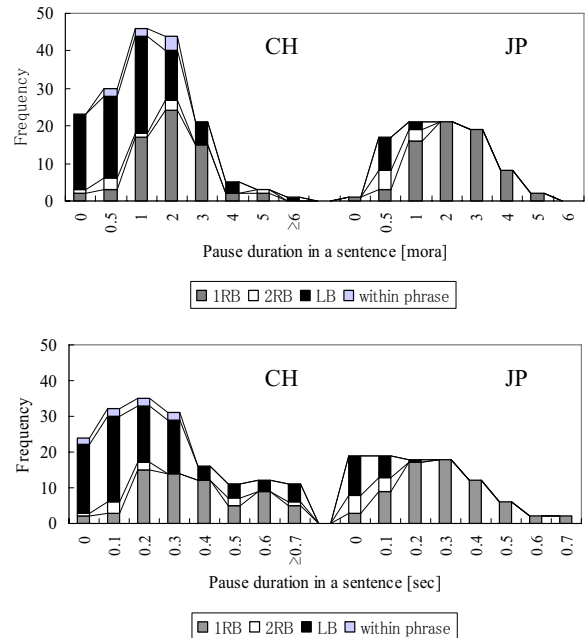 50
40
30
20
10
0
Frequency
CH JP
0 0.5 1 2 3 4 5 ≥6 0 0.5 1 2 3 4 5 6
Pause duration in a sentence [mora]
1RB 2RB LB within phrase
50
40
30
20
10
0
Frequency
CH JP
0 0.1 0.2 0.3 0.4 0.5 0.6 ≥0.7 0 0.1 0.2 0.3 0.4 0.5 0.6 0.7
Pause duration in a sentence [sec]
1RB 2RB LB within phrase